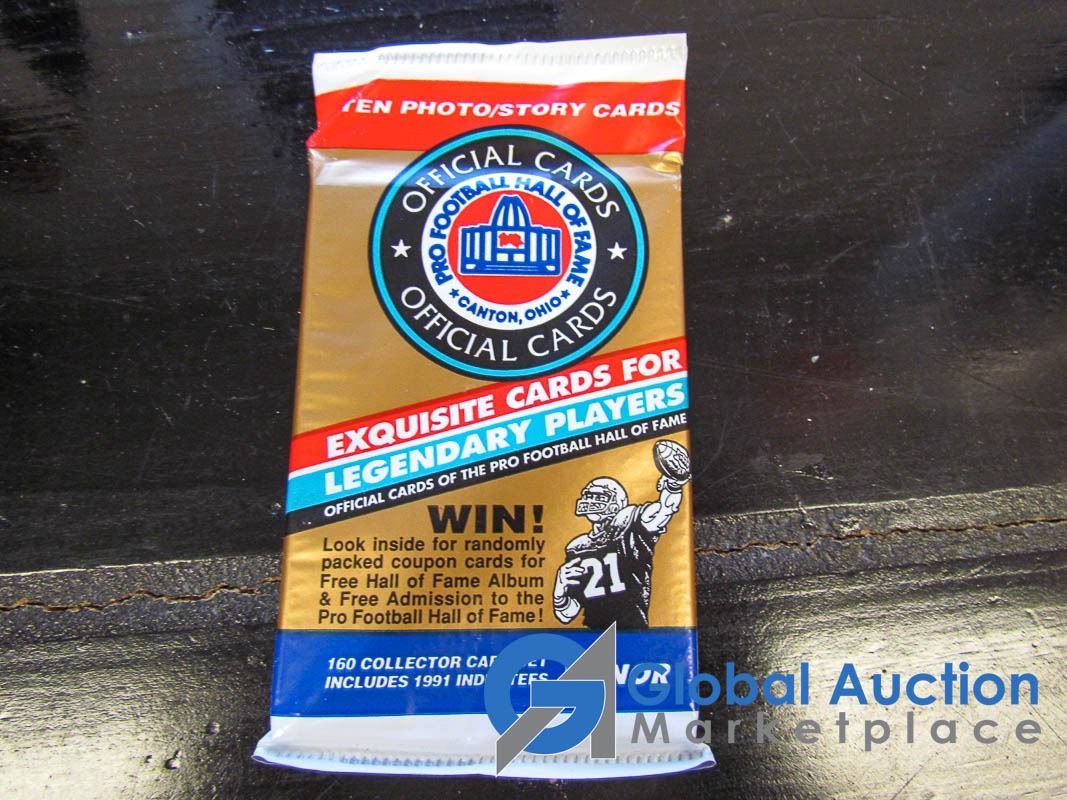 TEN PHOTO/STORY CARDS
OFFICIAL CARDS
PRO FOOTBALL HALL OF FAME
★ CANTON, OHIO ★
OFFICIAL CARDS
EXQUISITE CARDS FOR
LEGENDARY PLAYERS
OFFICIAL CARDS OF THE PRO FOOTBALL HALL OF FAME
WIN!
Look inside for randomly
packed coupon cards for
Free Hall of Fame Album
& Free Admission to the
Pro Football Hall of Fame!
21
160 COLLECTOR
INCLUDES 1991
Global Auction
Marketplace